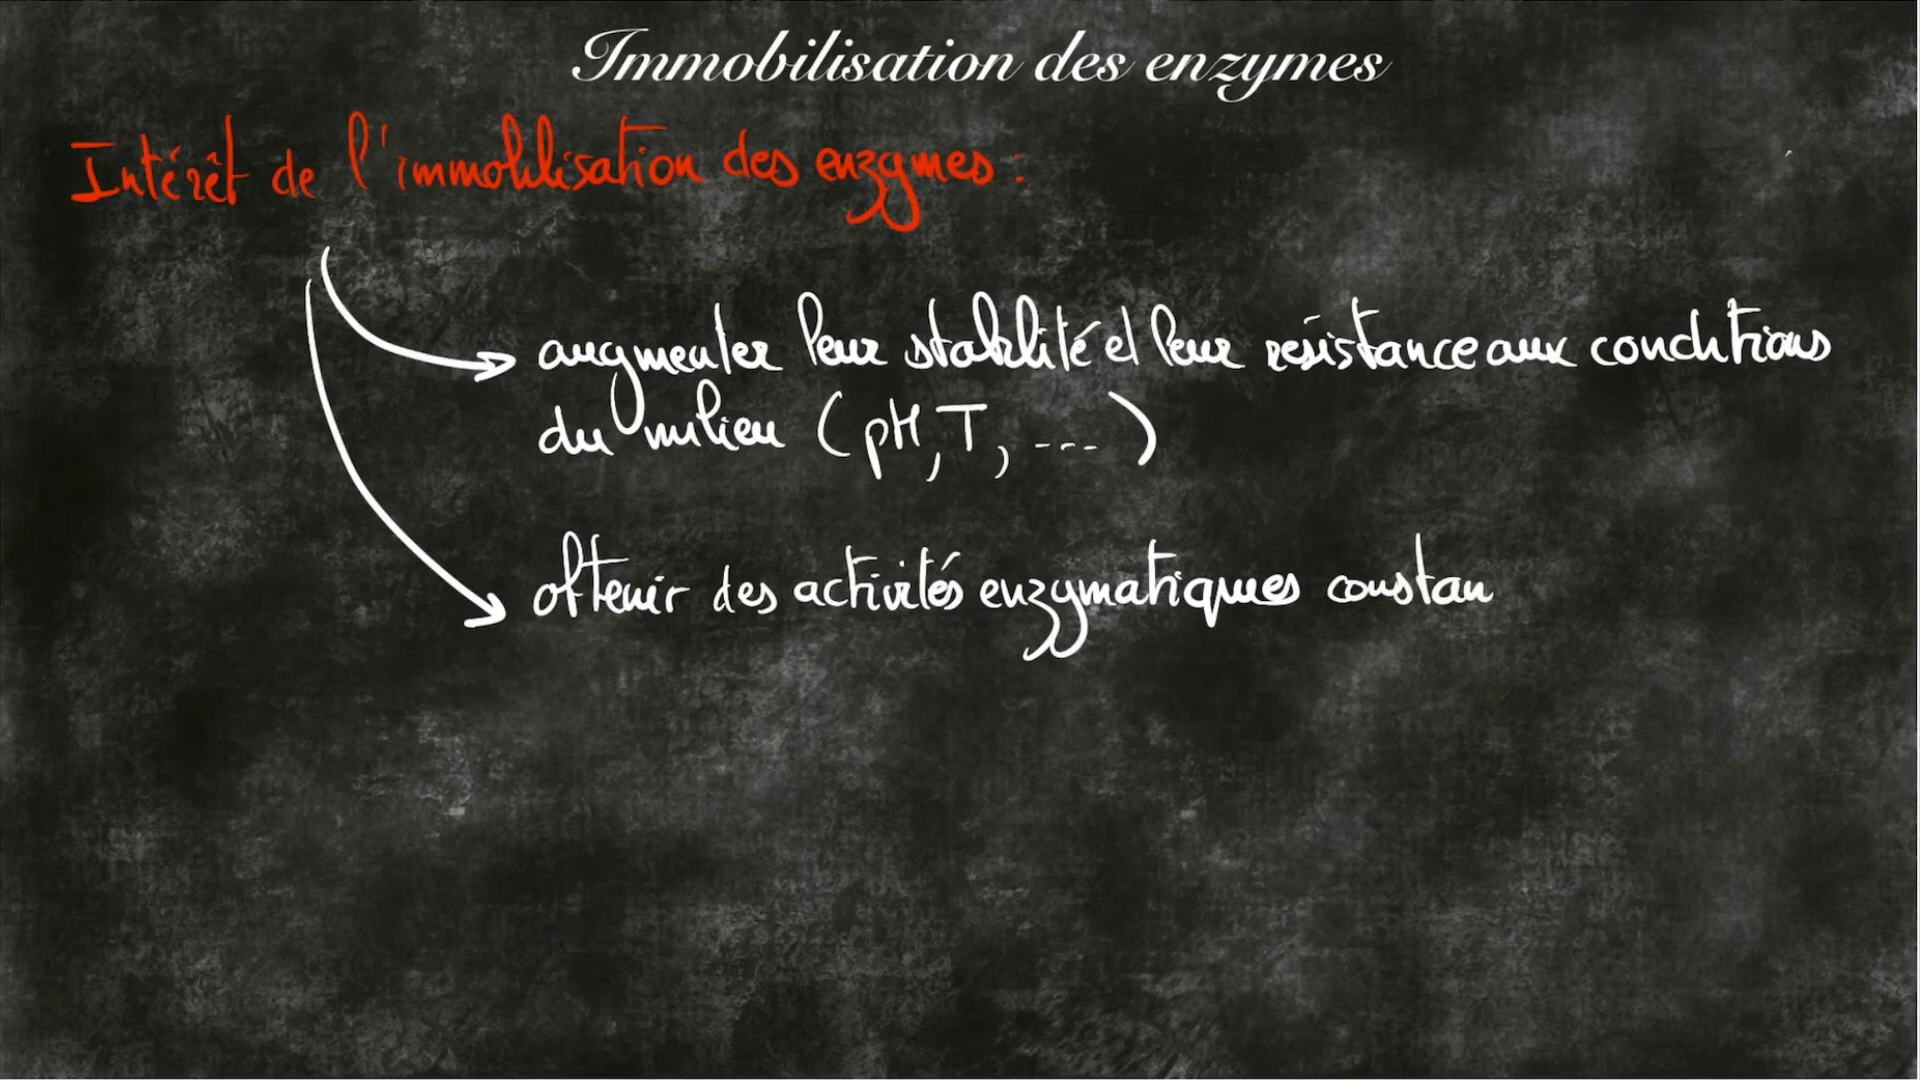 Immobilisation des enzymes
Intérêt de l'immobilisation des enzymes :
augmenter leur stabilité et leur résistance aux conditions
du milieu (pH, T, ---- )
obtenir des activités enzymatiques constan